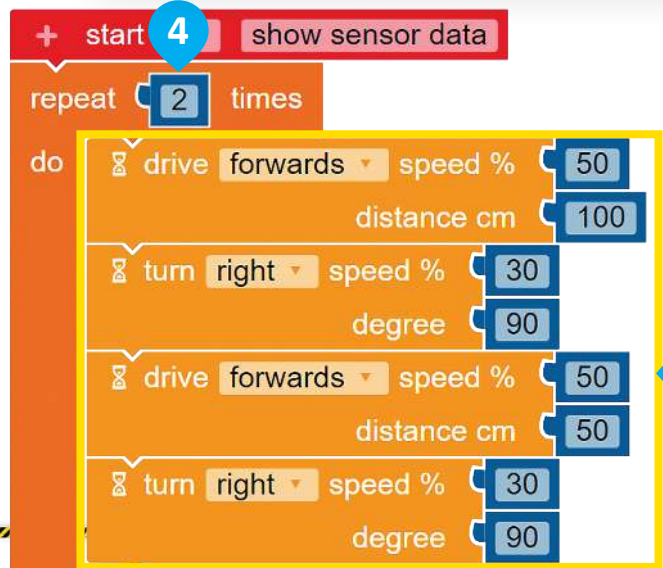 + start show sensor data
4
repeat 2 times
do drive forwards speed % 50
distance cm 100
turn right speed % 30
degree 90
drive forwards speed % 50
distance cm 50
turn right speed % 30
degree 90